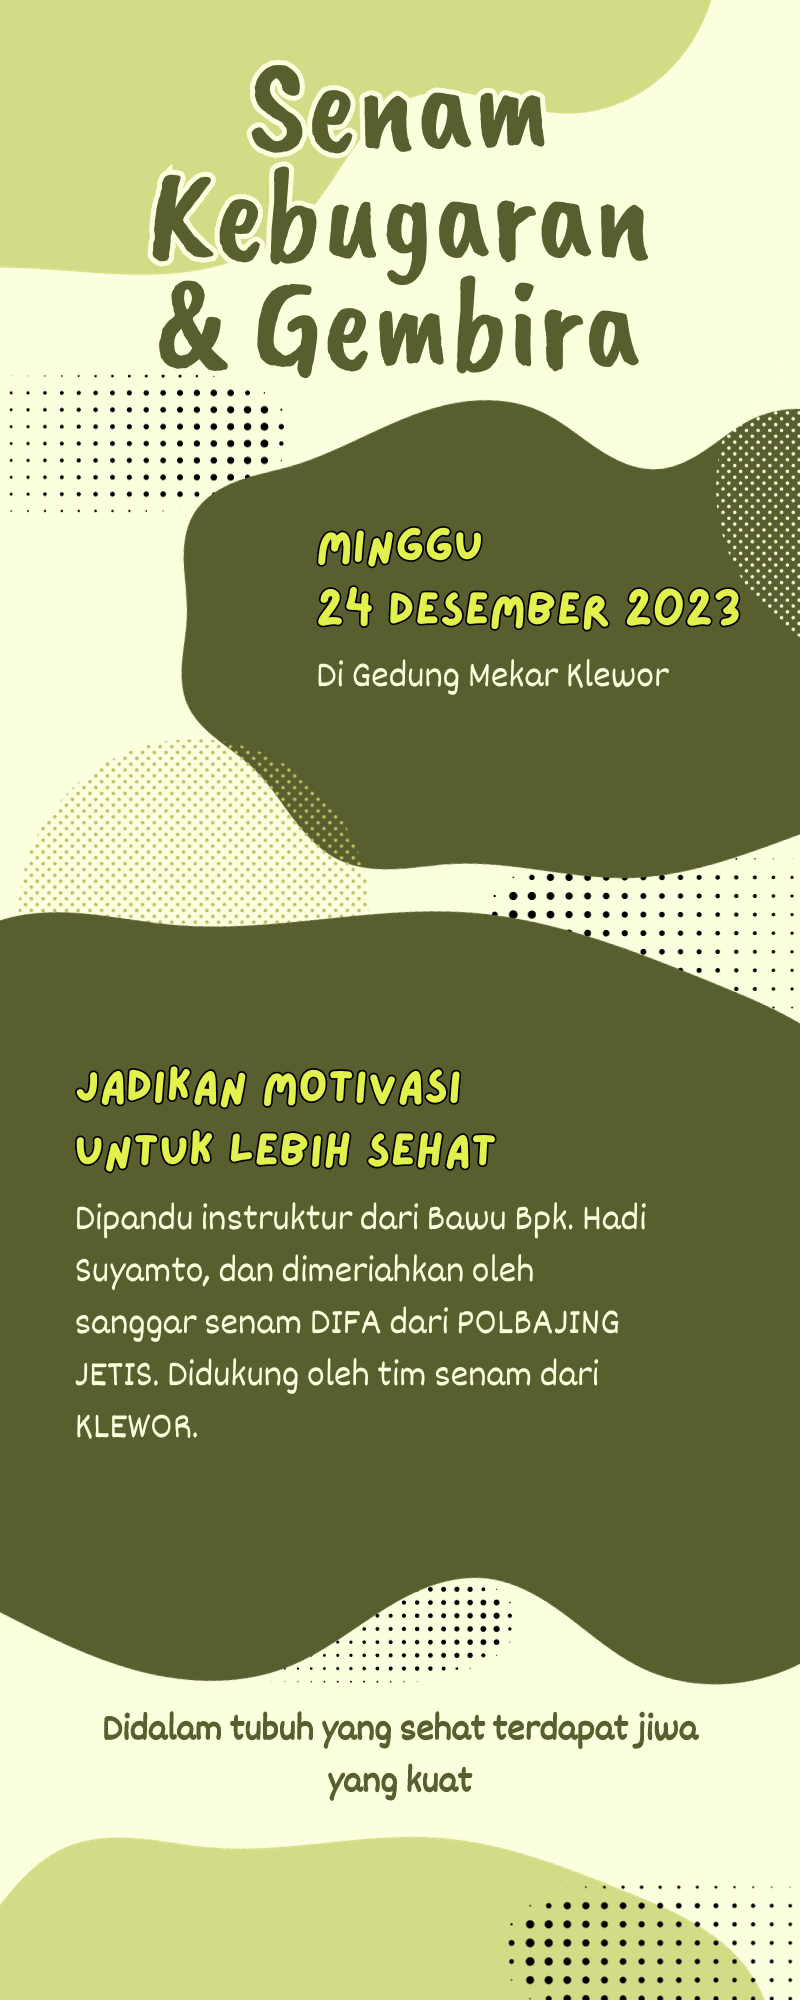 Senam
Kebugaran
& Gembira
MINGGU
24 DESEMBER 2023
Di Gedung Mekar Klewor
JADIKAN MOTIVASI
UNTUK LEBIH SEHAT
Dipandu instruktur dari Bawu Bpk. Hadi
Suyamto, dan dimeriahkan oleh
sanggar senam DIFA dari POLBAJING
JETIS. Didukung oleh tim senam dari
KLEWOR.
Didalam tubuh yang sehat terdapat jiwa
yang kuat